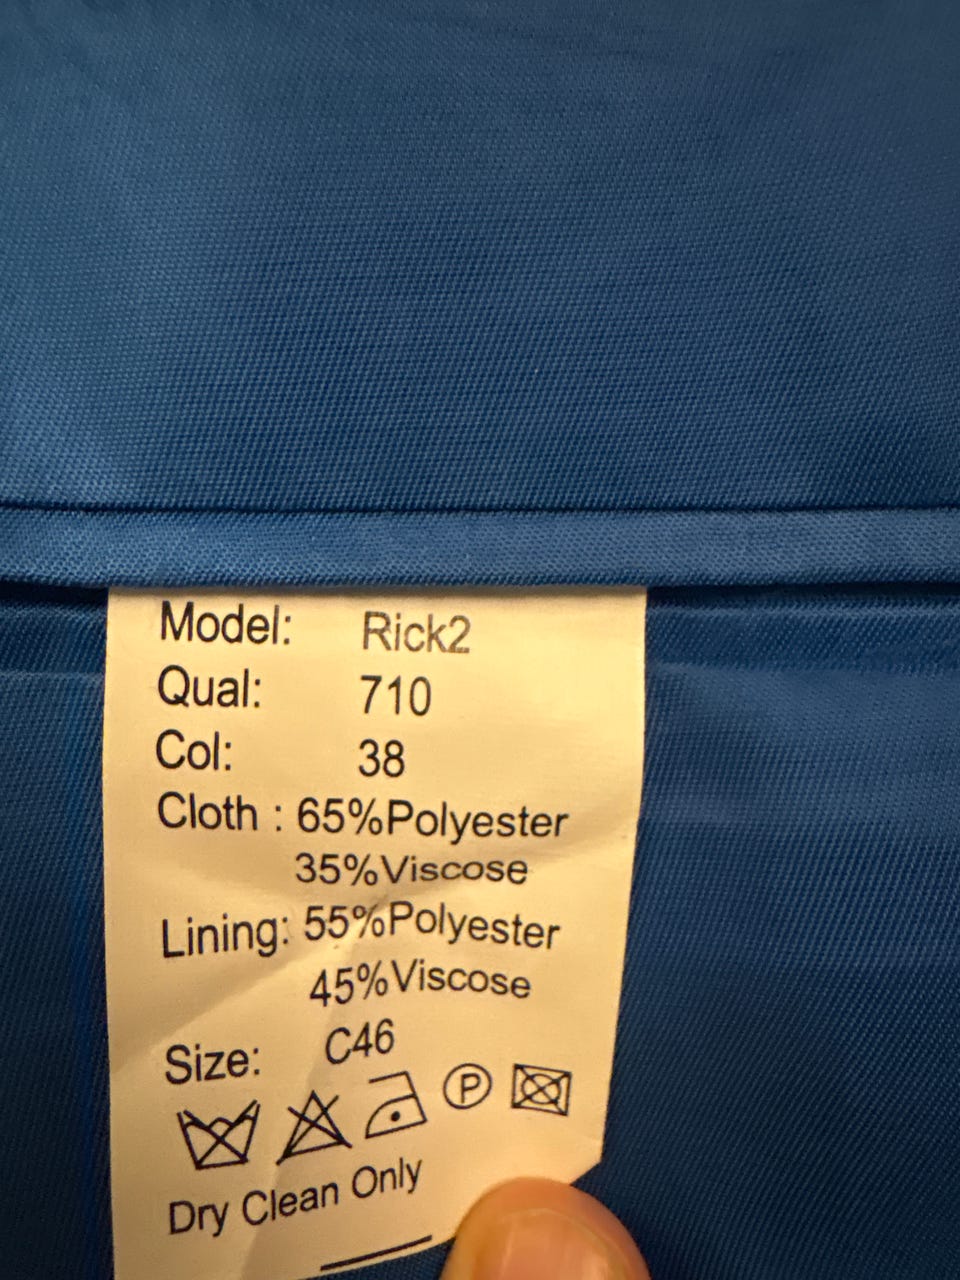 Model: Rick2
Qual: 710
Col: 38
Cloth : 65%Polyester
35%Viscose
Lining: 55%Polyester
45%Viscose
Size: C46
P
Dry Clean Only